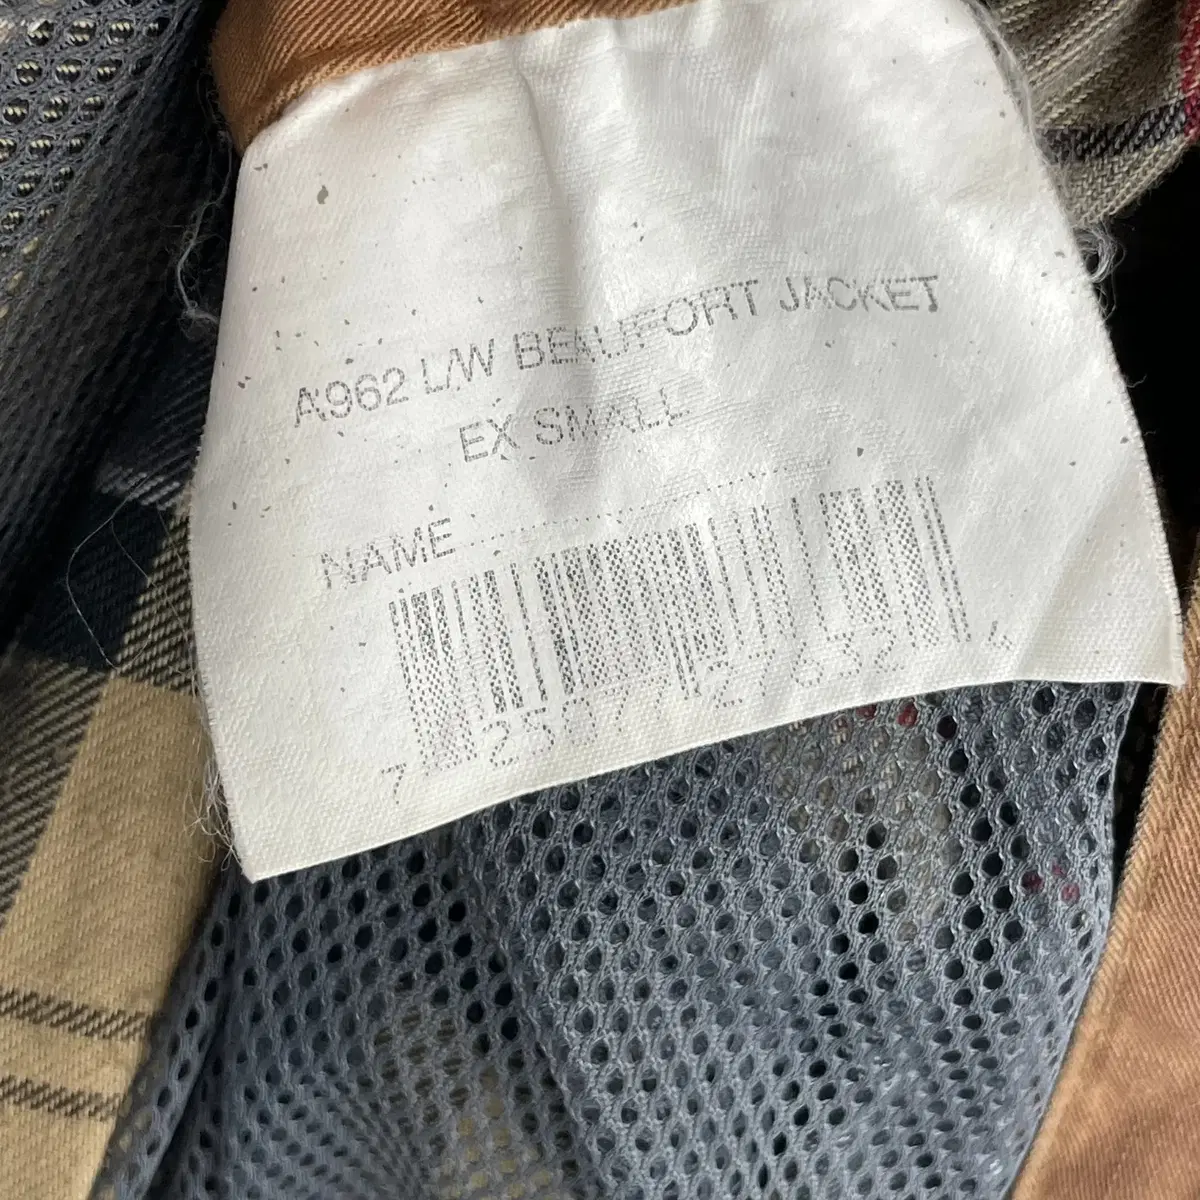 A962 L/W BEAUFORT JACKET
EX SMALL
NAME